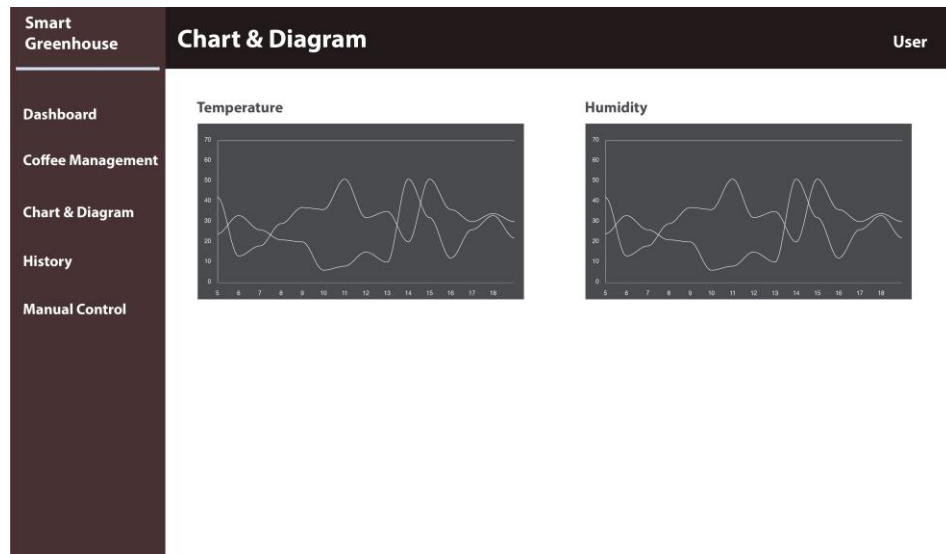 Smart
Greenhouse
Chart & Diagram
User
Dashboard
Coffee Management
Chart & Diagram
History
Manual Control
Temperature
70
60
50
40
30
20
10
0
5 6 7 8 9 10 11 12 13 14 15 16 17 18
Humidity
70
60
50
40
30
20
10
0
5 6 7 8 9 10 11 12 13 14 15 16 17 18